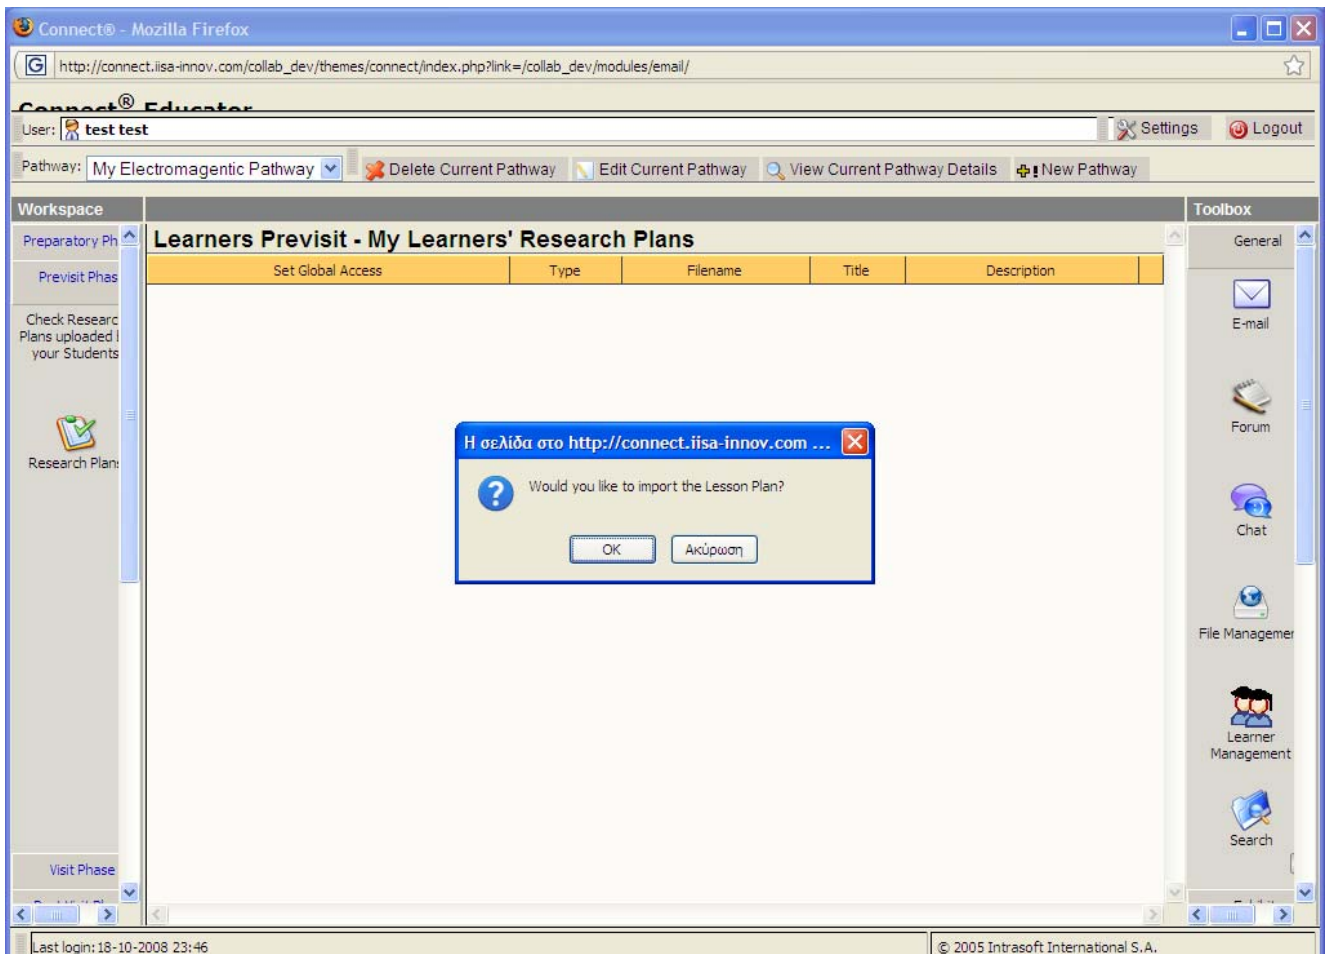 Connect® - Mozilla Firefox
http://connect.iisa-innov.com/collab_dev/themes/connect/index.php?link=/collab_dev/modules/email/
Connect® Educator
User: test test Settings Logout
Pathway: My Electromagentic Pathway Delete Current Pathway Edit Current Pathway View Current Pathway Details New Pathway
Workspace
Toolbox
Preparatory Ph
Previsit Phas
Check Researc
Plans uploaded
your Students
Research Plan
Visit Phase
Learners Previsit - My Learners' Research Plans
Set Global Access Type Filename Title Description
Η σελίδα στο http://connect.iisa-innov.com ...
Would you like to import the Lesson Plan?
OK Ακύρωση
General
E-mail
Forum
Chat
File Managemer
Learner
Management
Search
Last login: 18-10-2008 23:46
© 2005 Intrasoft International S.A.